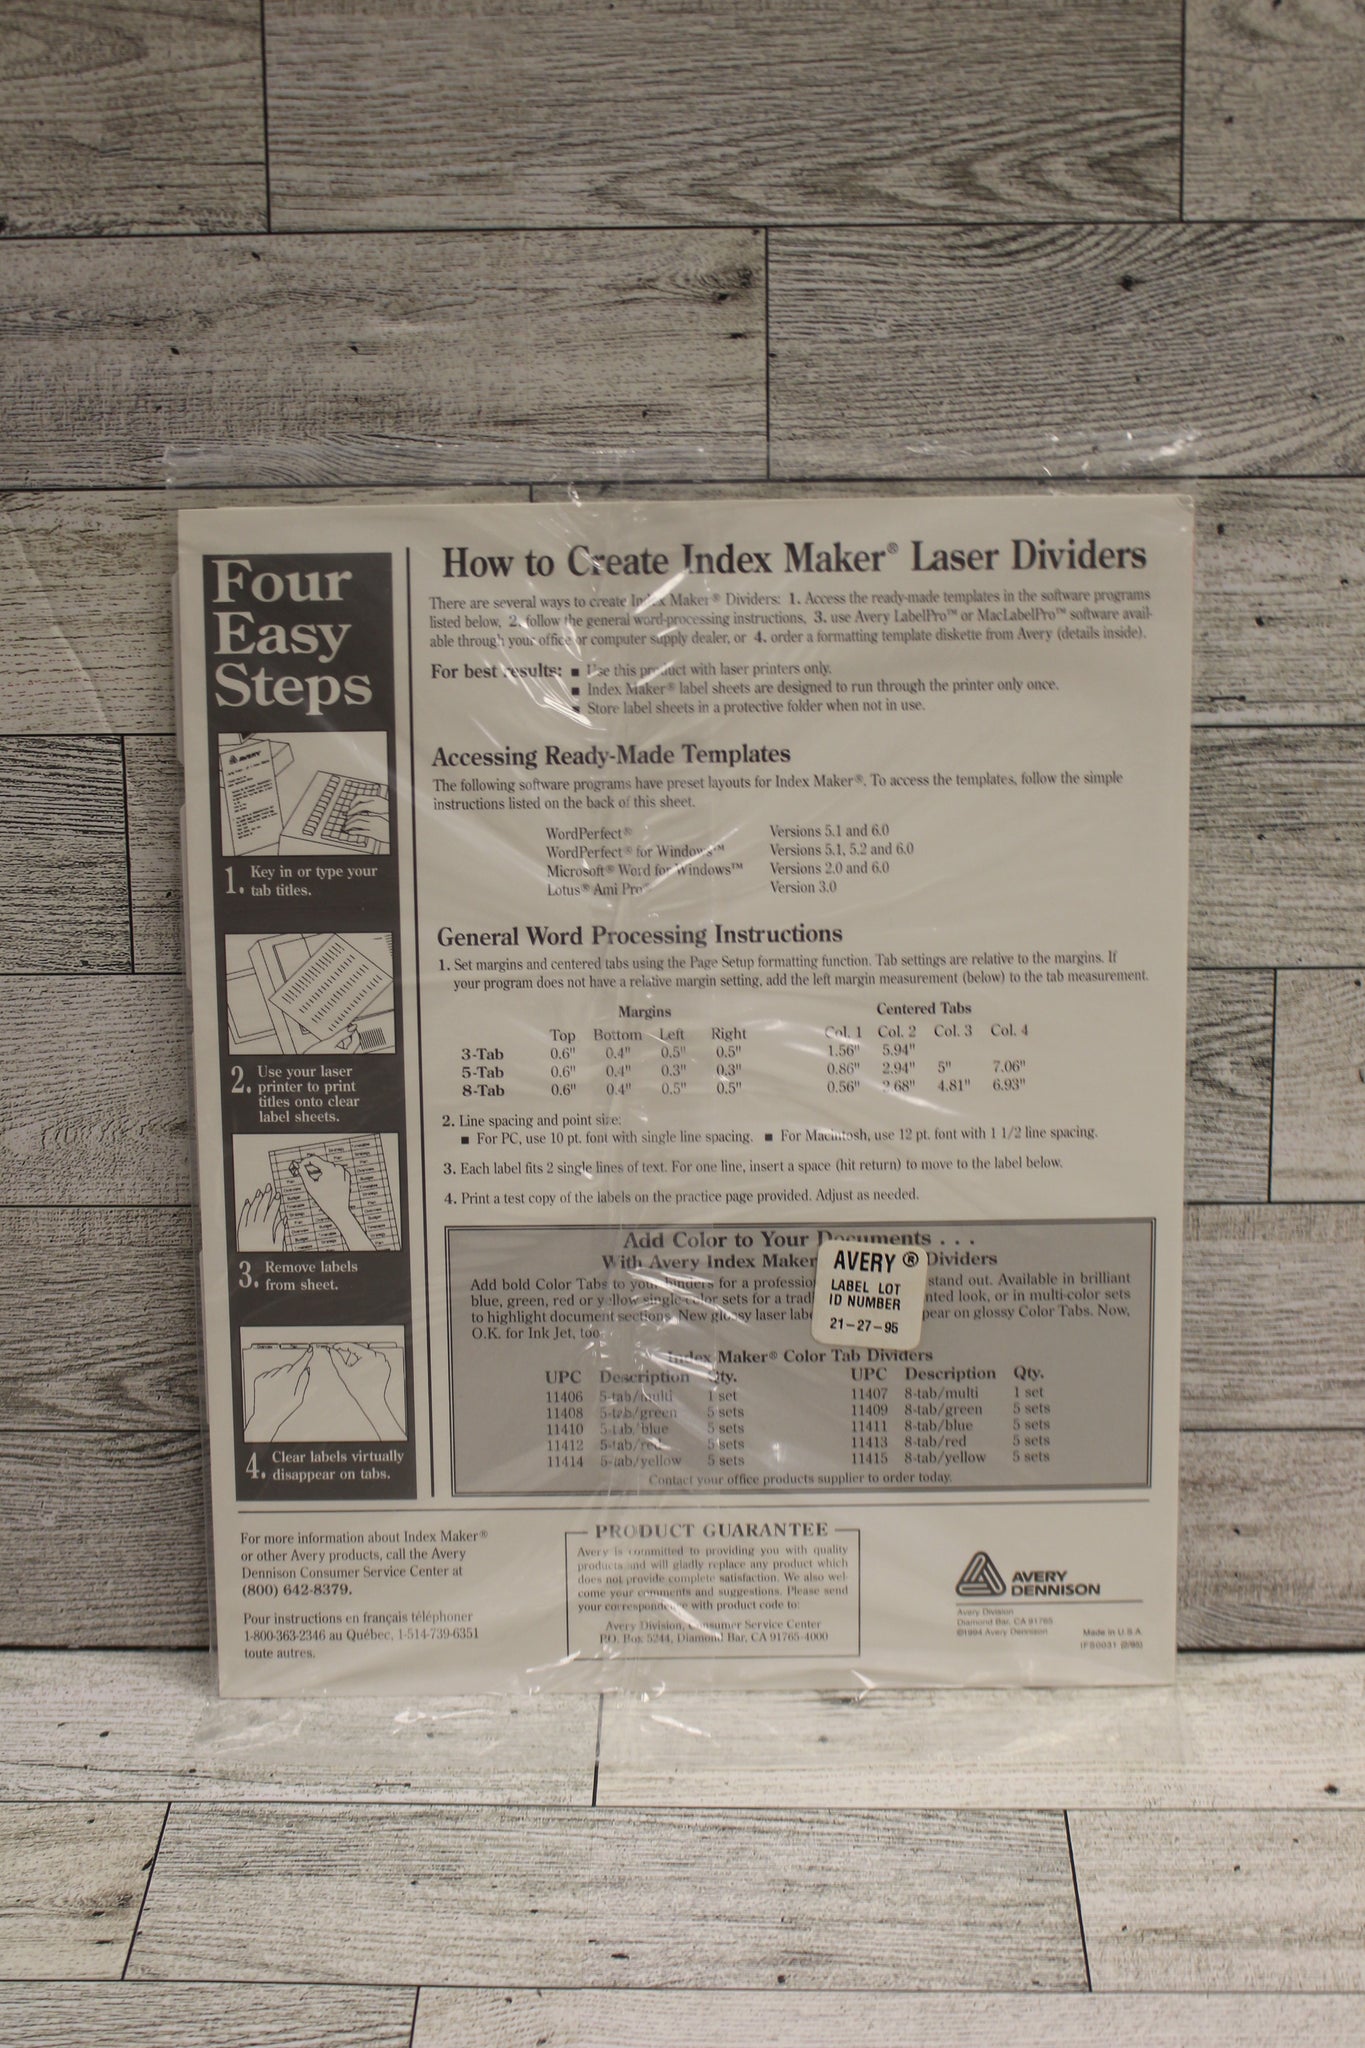 Four
Easy
Steps
AVERY
1. Key in or type your
tab titles.
2. Use your laser
printer to print
titles onto clear
label sheets.
3. Remove labels
from sheet.
4. Clear labels virtually
disappear on tabs.
How to Create Index Maker® Laser Dividers
There are several ways to create Index Maker® Dividers: 1. Access the ready-made templates in the software programs
listed below, 2. follow the general word-processing instructions, 3. use Avery LabelPro™ or MacLabelPro™ software avail-
able through your office or computer supply dealer, or 4. order a formatting template diskette from Avery (details inside).
For best results: ■ Use this product with laser printers only.
■ Index Maker® label sheets are designed to run through the printer only once.
■ Store label sheets in a protective folder when not in use.
Accessing Ready-Made Templates
The following software programs have preset layouts for Index Maker®. To access the templates, follow the simple
instructions listed on the back of this sheet.
WordPerfect® Versions 5.1 and 6.0
WordPerfect® for Windows™ Versions 5.1, 5.2 and 6.0
Microsoft® Word for Windows™ Versions 2.0 and 6.0
Lotus® Ami Pro® Version 3.0
General Word Processing Instructions
1. Set margins and centered tabs using the Page Setup formatting function. Tab settings are relative to the margins. If
your program does not have a relative margin setting, add the left margin measurement (below) to the tab measurement.
Margins Centered Tabs
Top Bottom Left Right Col. 1 Col. 2 Col. 3 Col. 4
3-Tab 0.6" 0.4" 0.5" 0.5" 1.56" 5.94"
5-Tab 0.6" 0.4" 0.3" 0.3" 0.86" 2.94" 5" 7.06"
8-Tab 0.6" 0.4" 0.5" 0.5" 0.56" 2.68" 4.81" 6.93"
2. Line spacing and point size:
■ For PC, use 10 pt. font with single line spacing. ■ For Macintosh, use 12 pt. font with 1 1/2 line spacing.
3. Each label fits 2 single lines of text. For one line, insert a space (hit return) to move to the label below.
4. Print a test copy of the labels on the practice page provided. Adjust as needed.
Add Color to Your Documents . . .
With Avery Index Maker Dividers
Add bold Color Tabs to your binders for a professio stand out. Available in brilliant
blue, green, red or yellow single-color sets for a trad nted look, or in multi-color sets
to highlight document sections. New glossy laser labe pear on glossy Color Tabs. Now,
O.K. for Ink Jet, too.
AVERY®
LABEL LOT
ID NUMBER
21-27-95
Index Maker® Color Tab Dividers
UPC Description Qty. UPC Description Qty.
11406 5-tab/multi 1 set 11407 8-tab/multi 1 set
11408 5-tab/green 5 sets 11409 8-tab/green 5 sets
11410 5-tab/blue 5 sets 11411 8-tab/blue 5 sets
11412 5-tab/red 5 sets 11413 8-tab/red 5 sets
11414 5-tab/yellow 5 sets 11415 8-tab/yellow 5 sets
Contact your office products supplier to order today.
For more information about Index Maker®
or other Avery products, call the Avery
Dennison Consumer Service Center at
(800) 642-8379.
Pour instructions en français téléphoner
1-800-363-2346 au Québec, 1-514-739-6351
toute autres.
PRODUCT GUARANTEE
Avery is committed to providing you with quality
products and will gladly replace any product which
does not provide complete satisfaction. We also wel-
come your comments and suggestions. Please send
your correspondence with product code to:
Avery Division, Consumer Service Center
P.O. Box 5244, Diamond Bar, CA 91765-4000
AVERY
DENNISON
Avery Division
Diamond Bar, CA 91765
©1994 Avery Dennison Made in U.S.A.
IFS0031 (2/95)